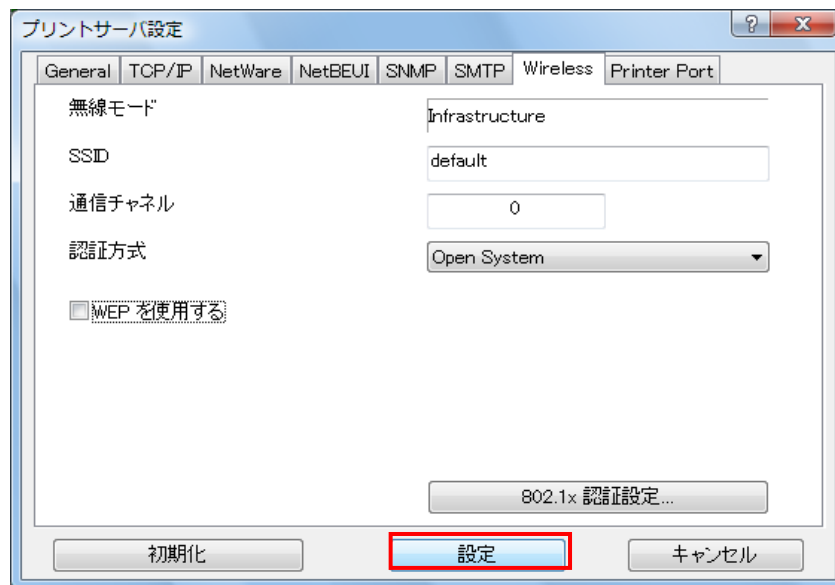 プリントサーバ設定
General TCP/IP NetWare NetBEUI SNMP SMTP Wireless Printer Port
無線モード Infrastructure
SSID default
通信チャネル 0
認証方式 Open System
WEP を使用する
802.1x 認証設定...
初期化 設定 キャンセル